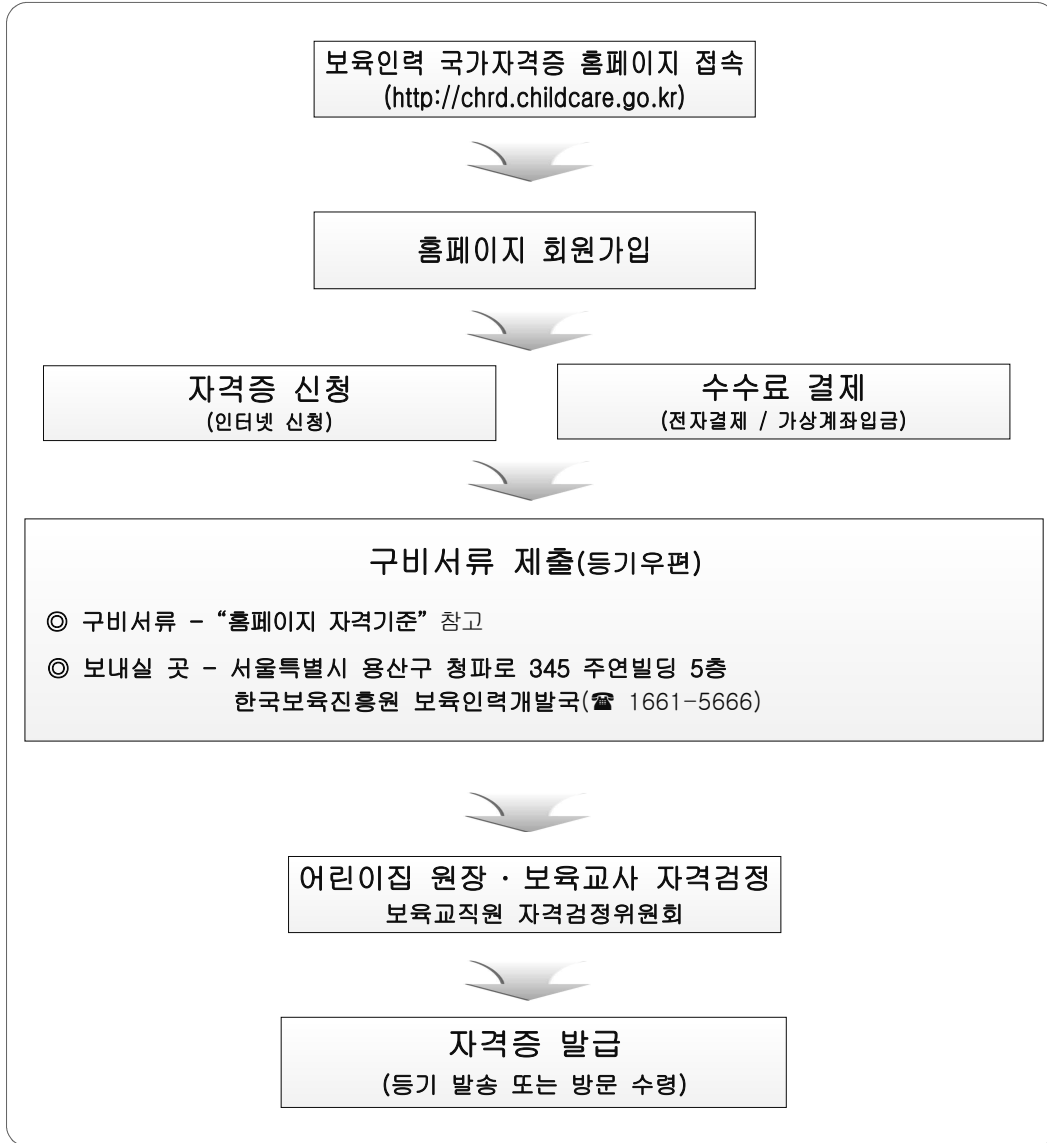 보육인력 국가자격증 홈페이지 접속
(http://chrd.childcare.go.kr)
홈페이지 회원가입
자격증 신청
(인터넷 신청)
수수료 결제
(전자결제 / 가상계좌입금)
구비서류 제출(등기우편)
◎ 구비서류 - “홈페이지 자격기준” 참고
◎ 보내실 곳 - 서울특별시 용산구 청파로 345 주연빌딩 5층
한국보육진흥원 보육인력개발국(☎ 1661-5666)
어린이집 원장 · 보육교사 자격검정
보육교직원 자격검정위원회
자격증 발급
(등기 발송 또는 방문 수령)